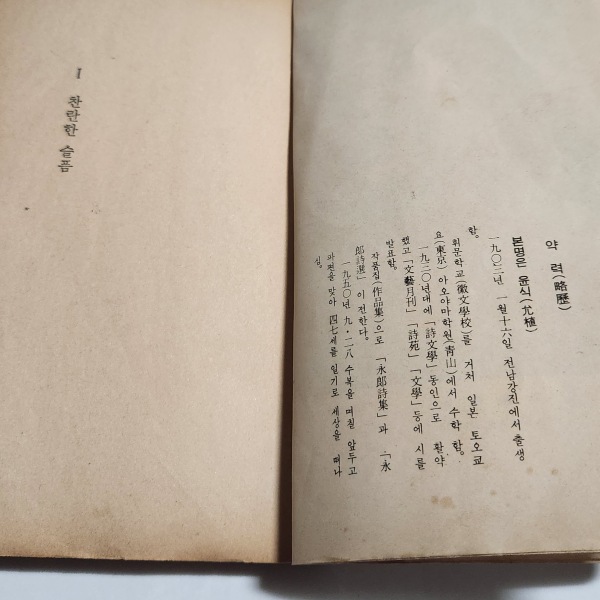 약 력(略歷)
본명은 윤식(允植)
一九〇三年 一월十六일 전남강진에서출생
함.
휘문학교(徽文學校)를 거처 일본 토오쿄
요(東京) 아오야마학원(靑山)에서 수학 함.
一九三〇년대에 「詩文學」동인으로 활약
했고 「文藝月刊」「詩苑」「文學」등에 시를
발표함.
작품집(作品集)으로 「永郎詩集」과 「永
郎詩選」이 전한다.
一九五〇년 九·二八 수복을 며칠 앞두고
파편을 맞아 四七세를 일기로 세상을 떠나
심.
I 찬란한 슬픔